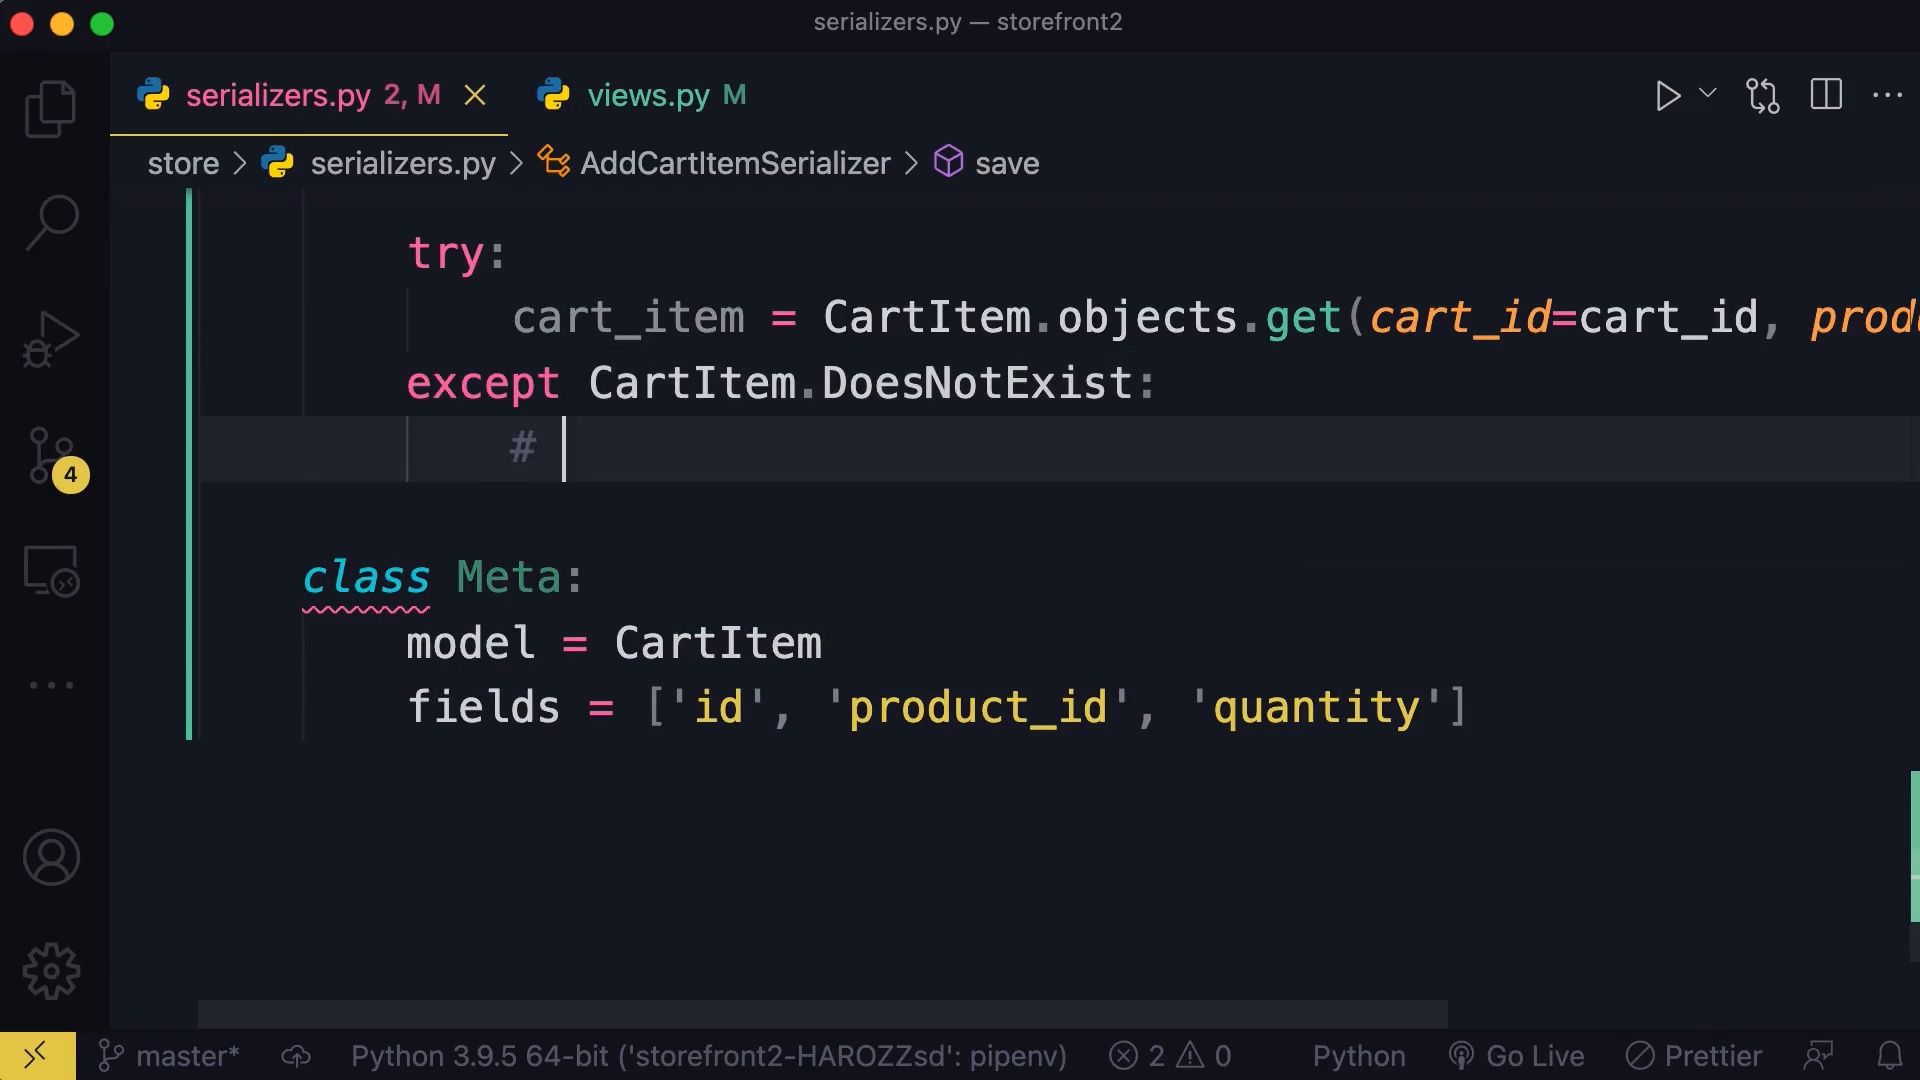 serializers.py — storefront2
serializers.py 2, M views.py M
store serializers.py AddCartItemSerializer save
try:
cart_item = CartItem.objects.get(cart_id=cart_id, prod
except CartItem.DoesNotExist:
#
class Meta:
model = CartItem
fields = ['id', 'product_id', 'quantity']
4
master* Python 3.9.5 64-bit ('storefront2-HAROZZsd': pipenv) 2 0 Python Go Live Prettier